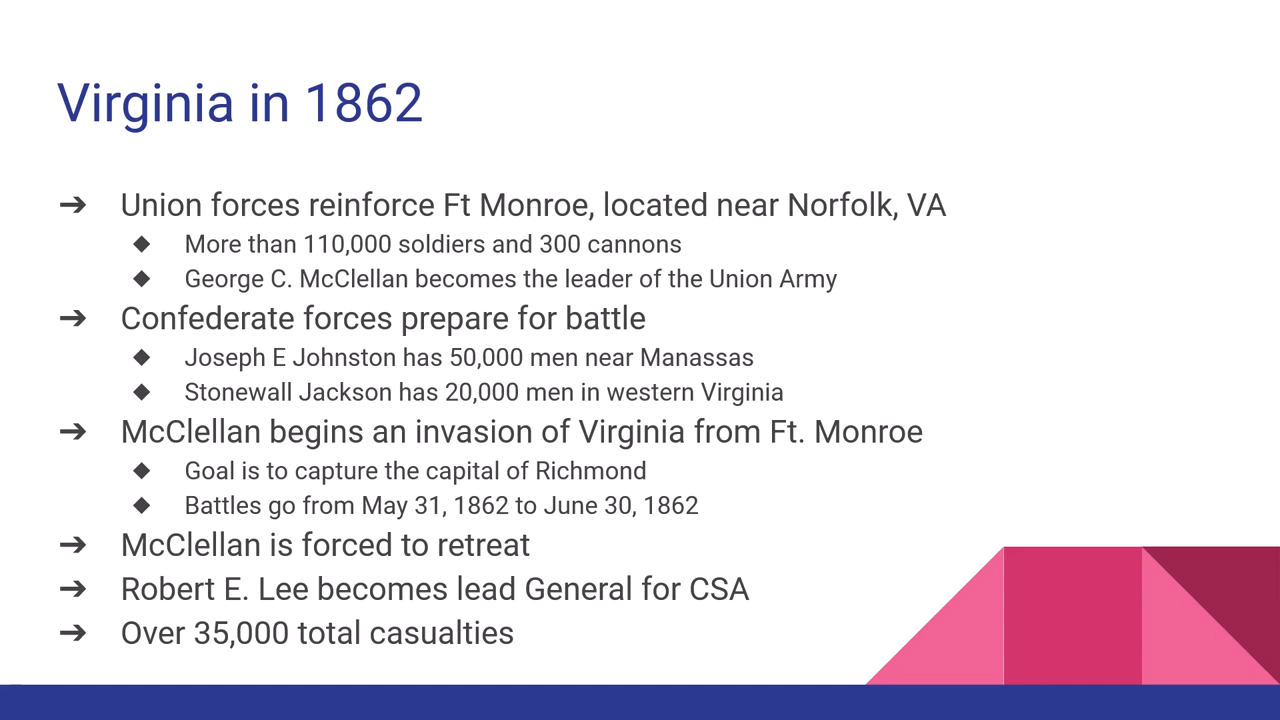 Virginia in 1862
➔ Union forces reinforce Ft Monroe, located near Norfolk, VA
◆ More than 110,000 soldiers and 300 cannons
◆ George C. McClellan becomes the leader of the Union Army
➔ Confederate forces prepare for battle
◆ Joseph E Johnston has 50,000 men near Manassas
◆ Stonewall Jackson has 20,000 men in western Virginia
➔ McClellan begins an invasion of Virginia from Ft. Monroe
◆ Goal is to capture the capital of Richmond
◆ Battles go from May 31, 1862 to June 30, 1862
➔ McClellan is forced to retreat
➔ Robert E. Lee becomes lead General for CSA
➔ Over 35,000 total casualties